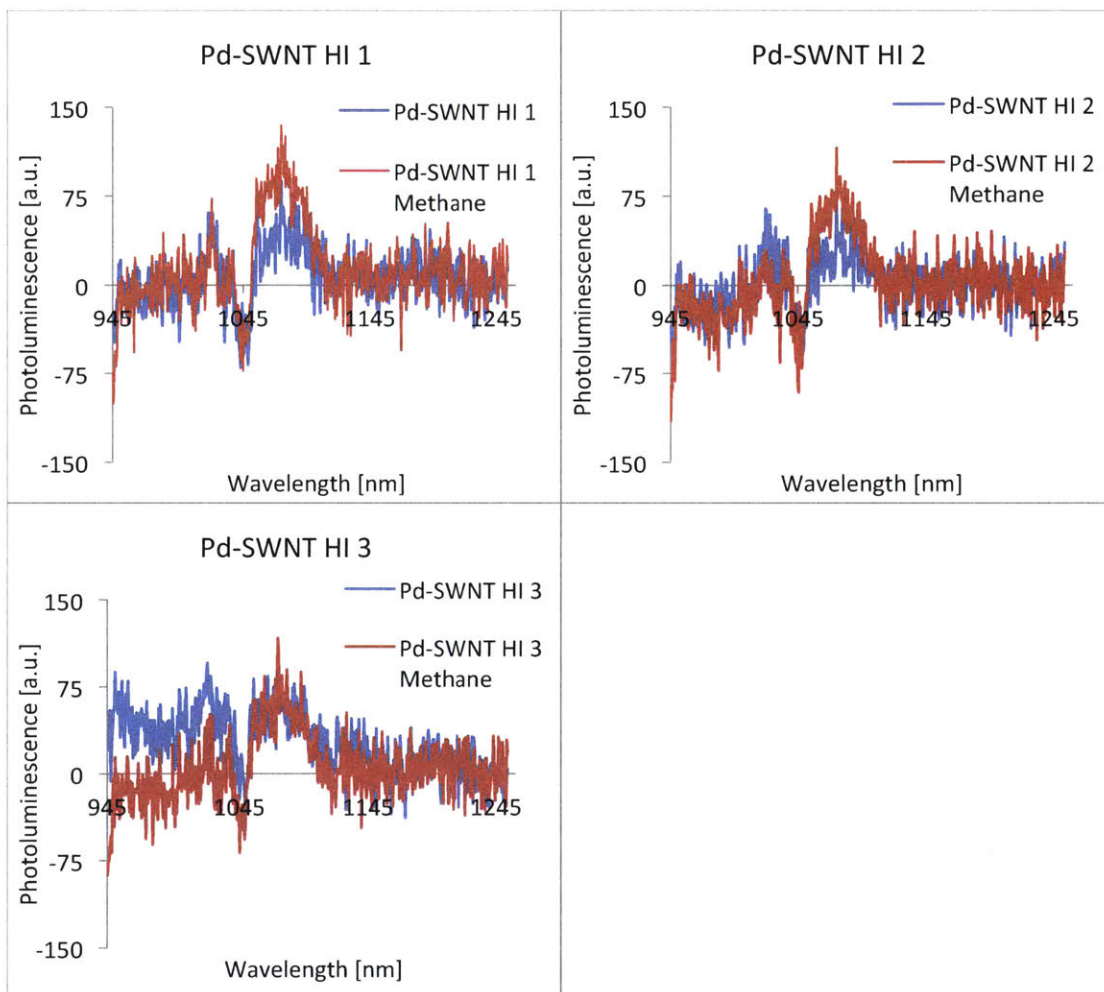 Pd-SWNT HI 1
150
75
0
-75
-150
945
1045
1145
1245
Photoluminescence [a.u.]
Wavelength [nm]
Pd-SWNT HI 1
Pd-SWNT HI 1
Methane
Pd-SWNT HI 2
150
75
0
-75
-150
945
1045
1145
1245
Photoluminescence [a.u.]
Wavelength [nm]
Pd-SWNT HI 2
Pd-SWNT HI 2
Methane
Pd-SWNT HI 3
150
75
0
-75
-150
945
1045
1145
1245
Photoluminescence [a.u.]
Wavelength [nm]
Pd-SWNT HI 3
Pd-SWNT HI 3
Methane